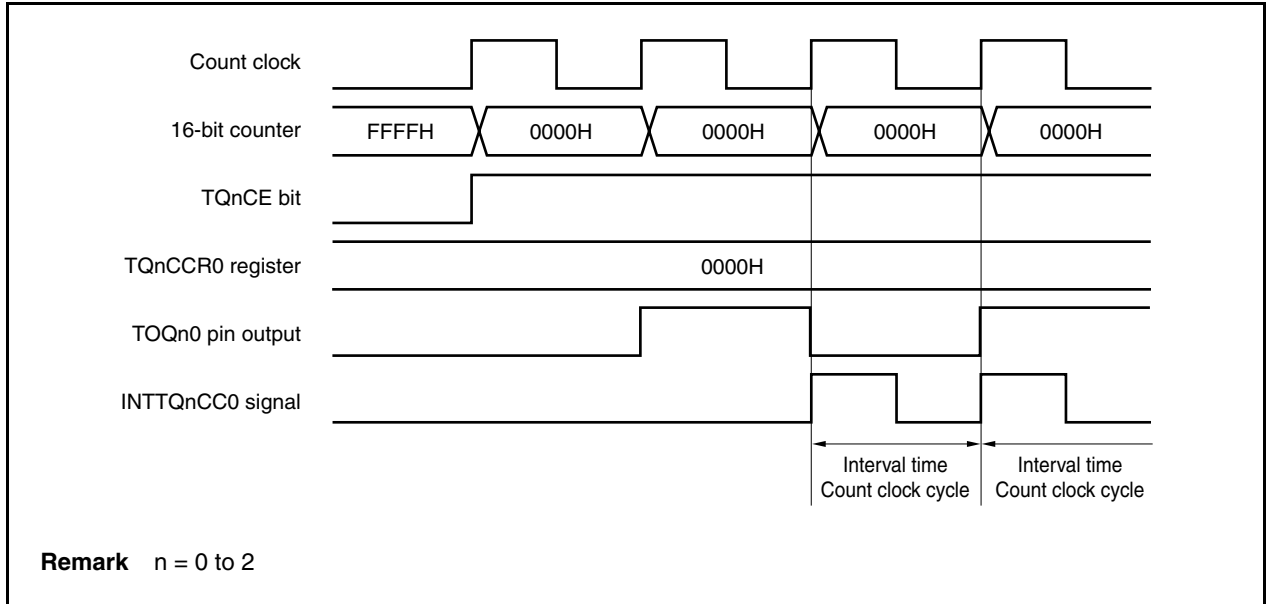 Count clock
16-bit counter FFFFH 0000H 0000H 0000H 0000H
TQnCE bit
TQnCCR0 register 0000H
TOQn0 pin output
INTTQnCC0 signal
Interval time Interval time
Count clock cycle Count clock cycle
Remark n = 0 to 2